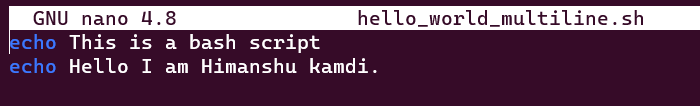 GNU nano 4.8 hello_world_multiline.sh
echo This is a bash script
echo Hello I am Himanshu kamdi.